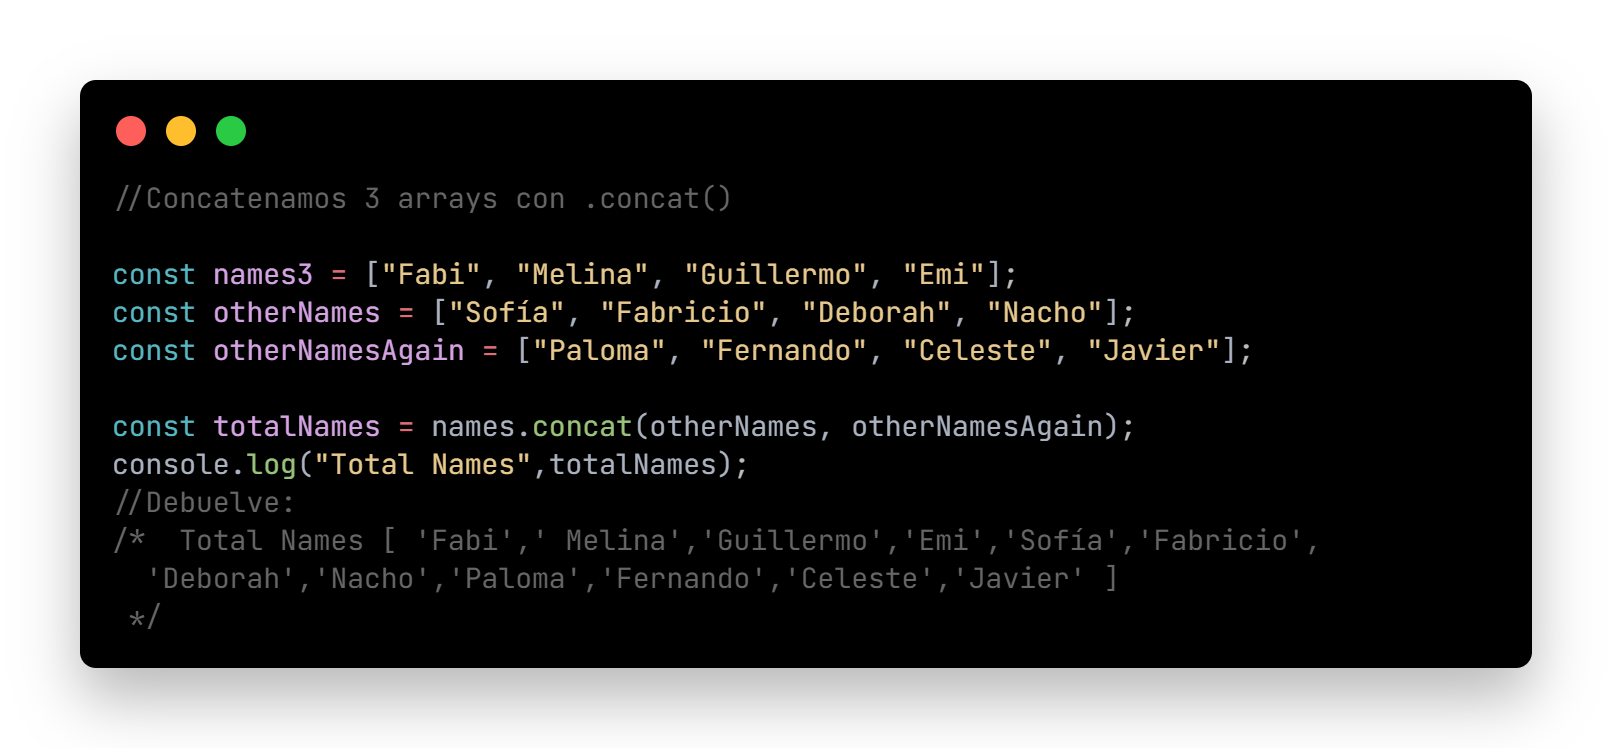 //Concatenamos 3 arrays con .concat()
const names3 = ["Fabi", "Melina", "Guillermo", "Emi"];
const otherNames = ["Sofía", "Fabricio", "Deborah", "Nacho"];
const otherNamesAgain = ["Paloma", "Fernando", "Celeste", "Javier"];
const totalNames = names.concat(otherNames, otherNamesAgain);
console.log("Total Names",totalNames);
//Debuelve:
/*  Total Names [ 'Fabi',' Melina','Guillermo','Emi','Sofía','Fabricio',
  'Deborah','Nacho','Paloma','Fernando','Celeste','Javier' ]
 */